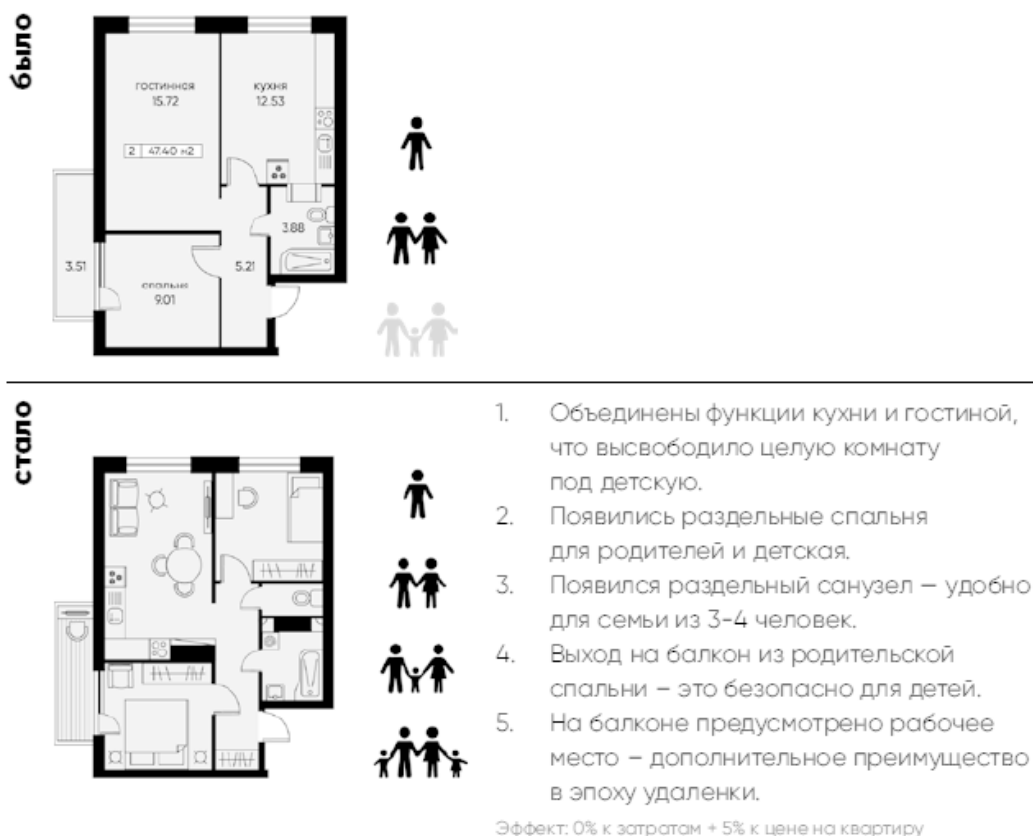 было
гостинная
15.72
кухня
12.53
2 47.40 м2
3.88
3.51
5.21
спальня
9.01
стало
1. Объединены функции кухни и гостиной,
что высвободило целую комнату
под детскую.
2. Появились раздельные спальня
для родителей и детская.
3. Появился раздельный санузел – удобно
для семьи из 3-4 человек.
4. Выход на балкон из родительской
спальни – это безопасно для детей.
5. На балконе предусмотрено рабочее
место – дополнительное преимущество
в эпоху удаленки.
Эффект: 0% к затратам + 5% к цене на квартиру